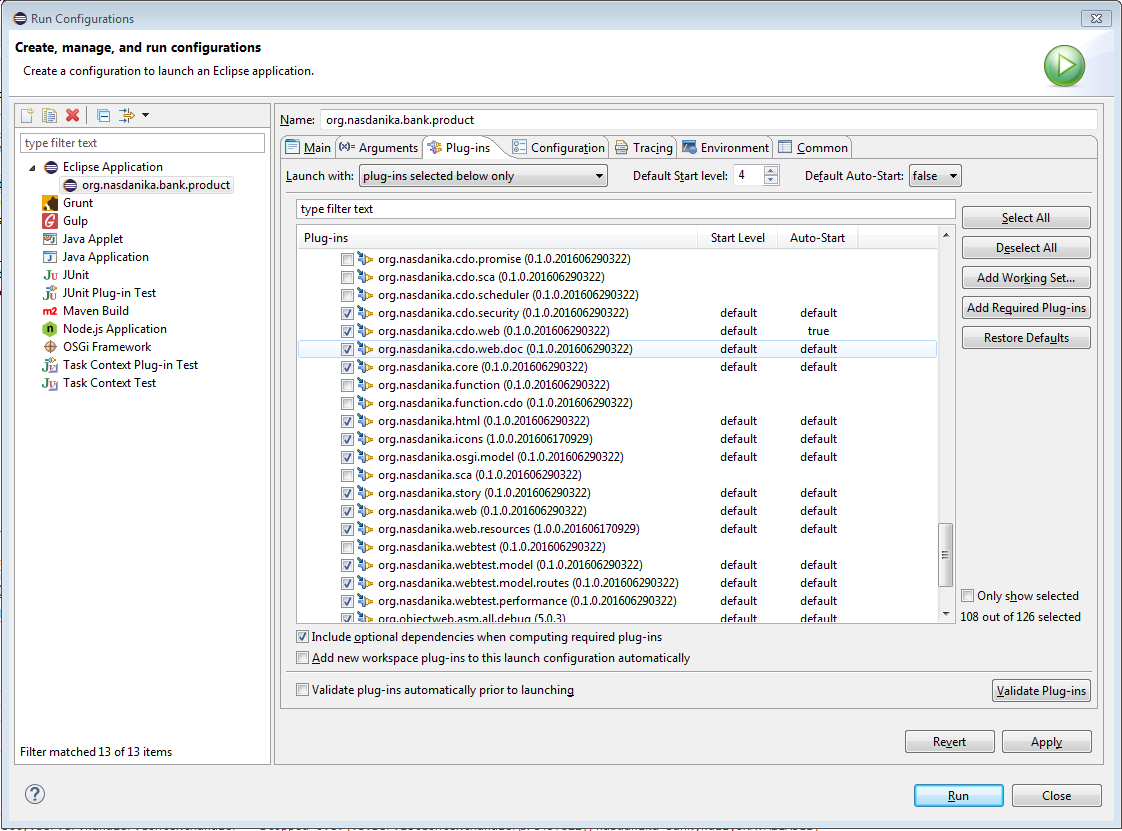 Run Configurations
Create, manage, and run configurations
Create a configuration to launch an Eclipse application.
type filter text
Eclipse Application
org.nasdanika.bank.product
Grunt
Gulp
Java Applet
Java Application
JUnit
JUnit Plug-in Test
Maven Build
Node.js Application
OSGi Framework
Task Context Plug-in Test
Task Context Test
Filter matched 13 of 13 items
Name: org.nasdanika.bank.product
Main (x)= Arguments Plug-ins Configuration Tracing Environment Common
Launch with: plug-ins selected below only Default Start level: 4 Default Auto-Start: false
type filter text
Plug-ins Start Level Auto-Start
org.nasdanika.cdo.promise (0.1.0.201606290322)
org.nasdanika.cdo.sca (0.1.0.201606290322)
org.nasdanika.cdo.scheduler (0.1.0.201606290322)
org.nasdanika.cdo.security (0.1.0.201606290322) default default
org.nasdanika.cdo.web (0.1.0.201606290322) default true
org.nasdanika.cdo.web.doc (0.1.0.201606290322) default default
org.nasdanika.core (0.1.0.201606290322) default default
org.nasdanika.function (0.1.0.201606290322)
org.nasdanika.function.cdo (0.1.0.201606290322)
org.nasdanika.html (0.1.0.201606290322) default default
org.nasdanika.icons (1.0.0.201606170929) default default
org.nasdanika.osgi.model (0.1.0.201606290322) default default
org.nasdanika.sca (0.1.0.201606290322)
org.nasdanika.story (0.1.0.201606290322) default default
org.nasdanika.web (0.1.0.201606290322) default default
org.nasdanika.web.resources (1.0.0.201606170929) default default
org.nasdanika.webtest (0.1.0.201606290322)
org.nasdanika.webtest.model (0.1.0.201606290322) default default
org.nasdanika.webtest.model.routes (0.1.0.201606290322) default default
org.nasdanika.webtest.performance (0.1.0.201606290322) default default
org.objectweb.asm.all.debug (5.0.3) default default
Select All
Deselect All
Add Working Set...
Add Required Plug-ins
Restore Defaults
Only show selected
108 out of 126 selected
Include optional dependencies when computing required plug-ins
Add new workspace plug-ins to this launch configuration automatically
Validate plug-ins automatically prior to launching
Validate Plug-ins
Revert Apply
Run Close